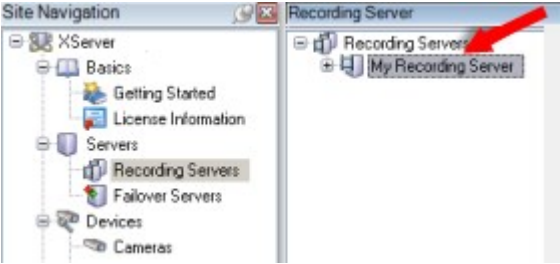 Site Navigation
XServer
Basics
Getting Started
License Information
Servers
Recording Servers
Failover Servers
Devices
Cameras
Recording Server
Recording Servers
My Recording Server